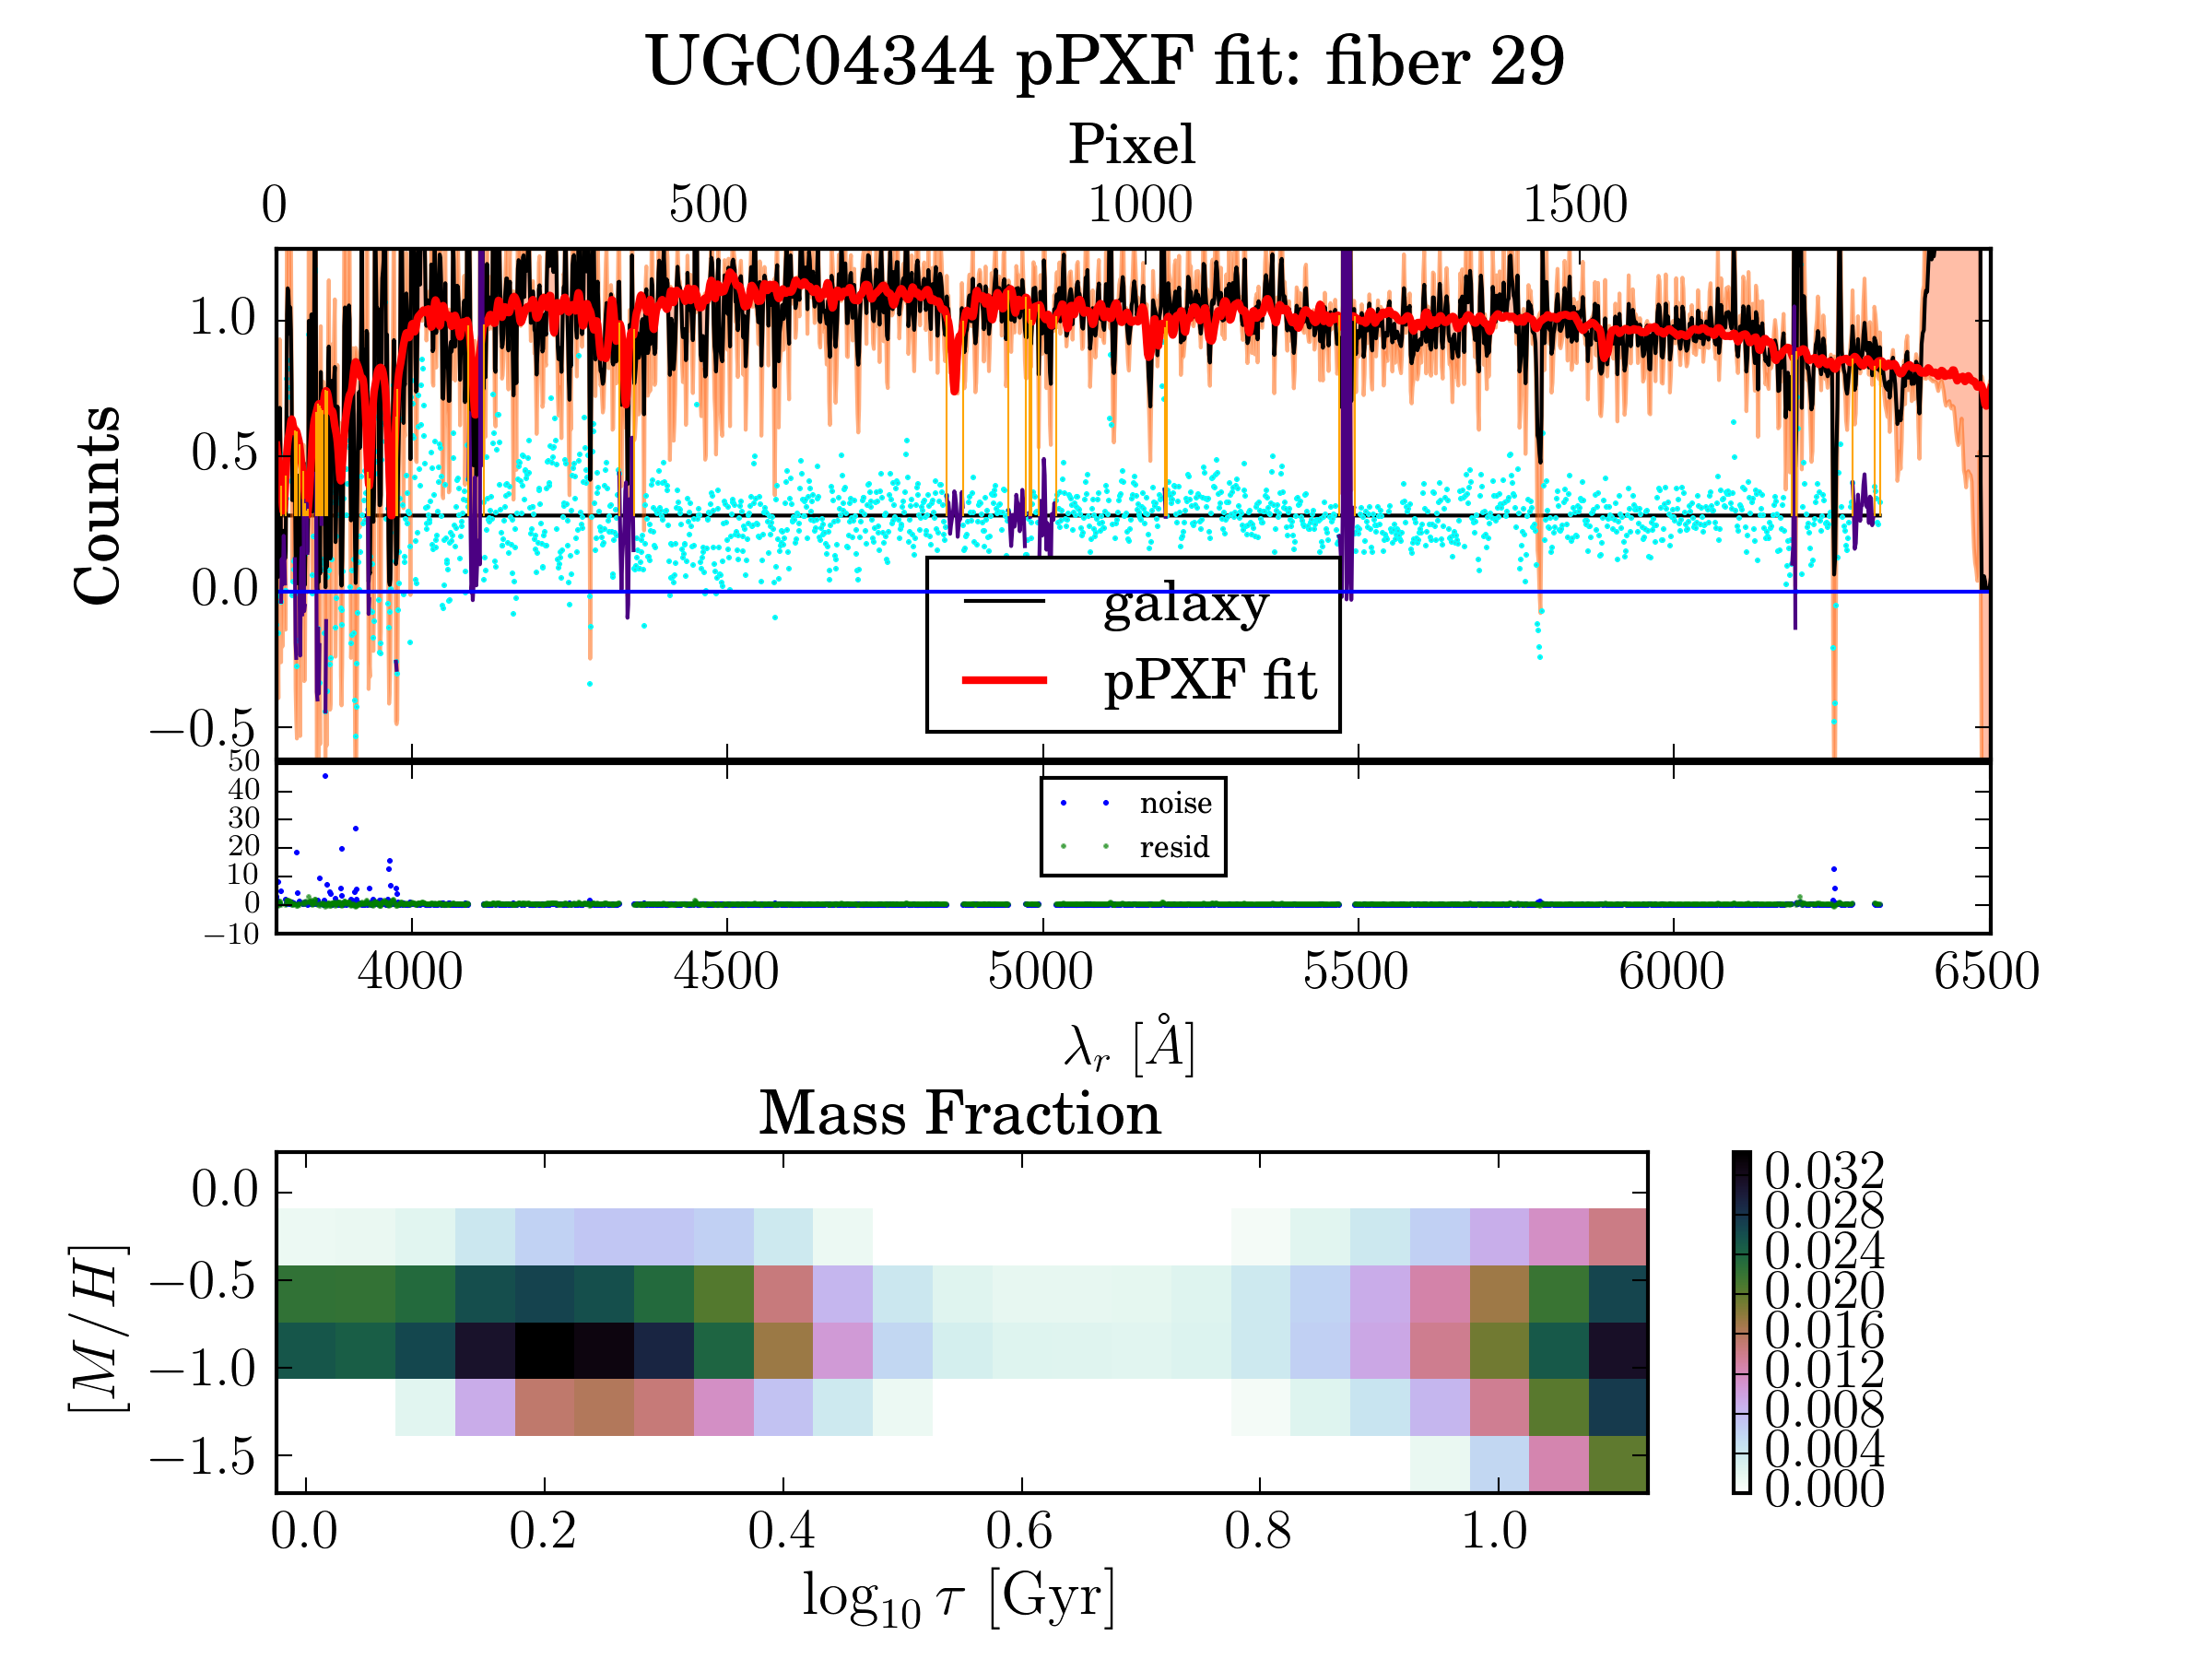 UGC04344 pPXF fit: fiber 29
Pixel
0 500 1000 1500
Counts
1.0
0.5
0.0
−0.5
galaxy
pPXF fit
50
40
30
20
10
0
−10
noise
resid
4000 4500 5000 5500 6000 6500
λr [Å]
Mass Fraction
[M/H]
0.0
−0.5
−1.0
−1.5
0.0 0.2 0.4 0.6 0.8 1.0
log10 τ [Gyr]
0.032
0.028
0.024
0.020
0.016
0.012
0.008
0.004
0.000